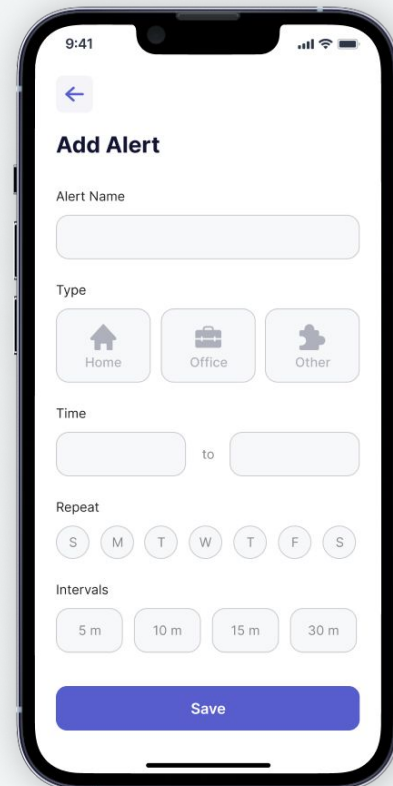 9:41
Add Alert
Alert Name
Type
Home Office Other
Time
to
Repeat
S M T W T F S
Intervals
5 m 10 m 15 m 30 m
Save